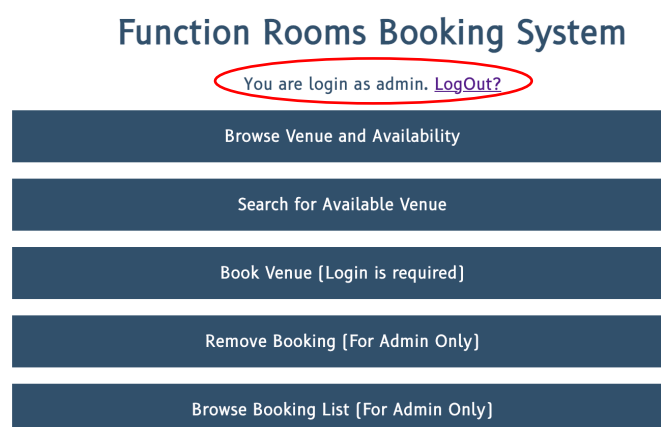 Function Rooms Booking System
You are login as admin. LogOut?
Browse Venue and Availability
Search for Available Venue
Book Venue (Login is required)
Remove Booking (For Admin Only)
Browse Booking List (For Admin Only)